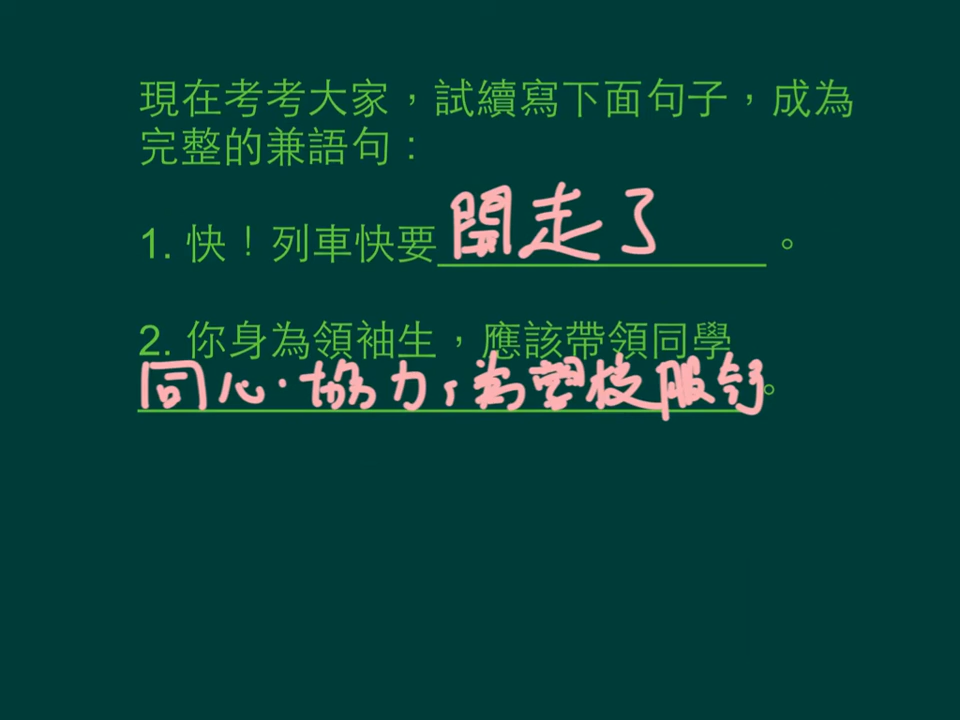 現在考考大家，試續寫下面句子，成為
完整的兼語句：
1. 快！列車快要開走了。
2. 你身為領袖生，應該帶領同學
同心協力，為學校服務。